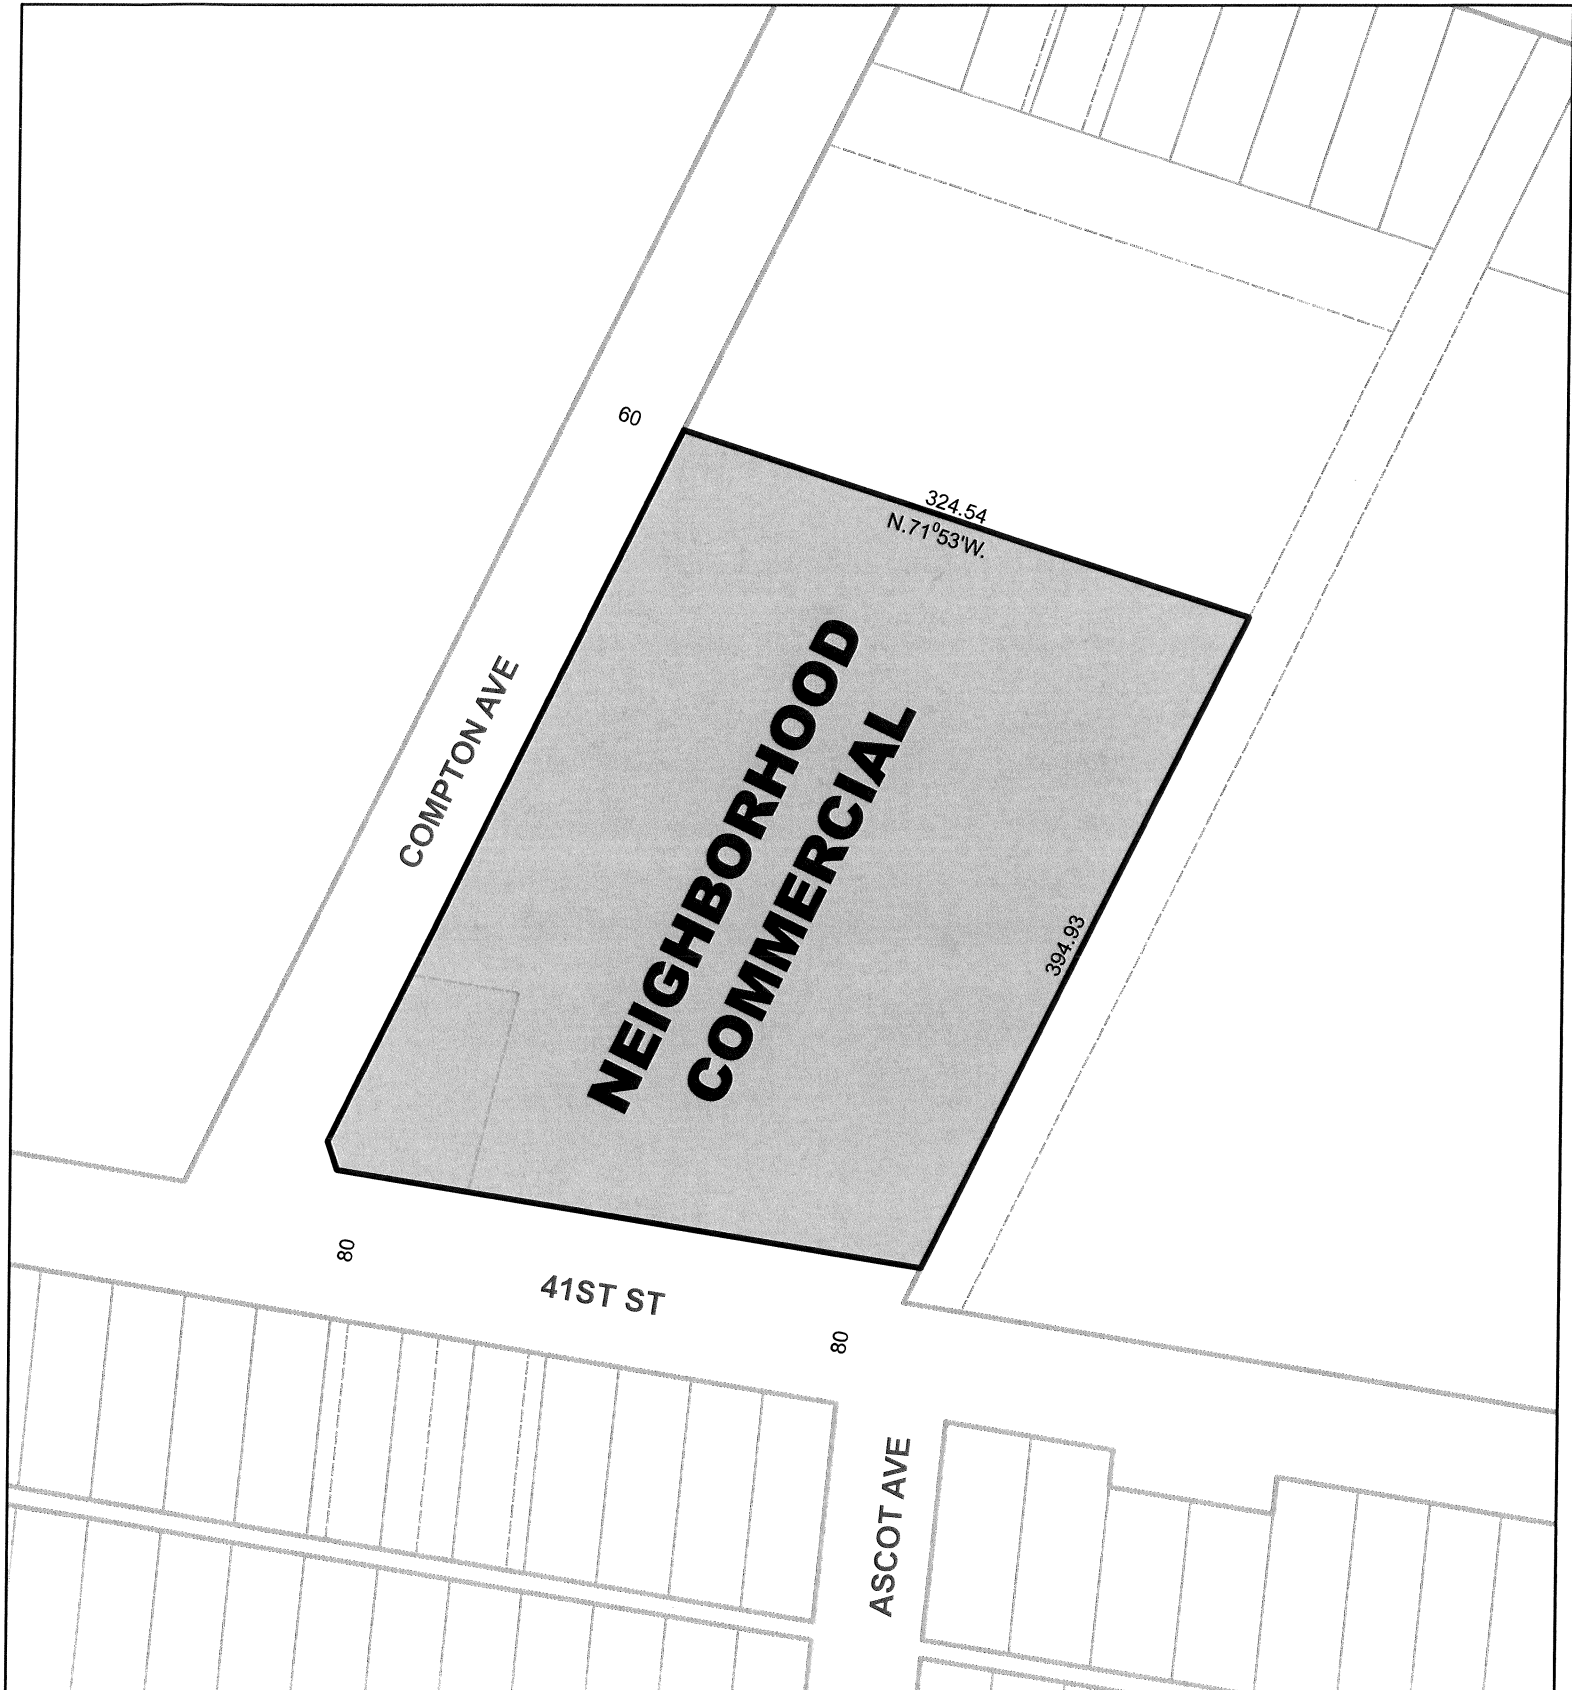 60
324.54
N.71°53'W.
COMPTON AVE
NEIGHBORHOOD
COMMERCIAL
394.93
80
41ST ST
80
ASCOT AVE